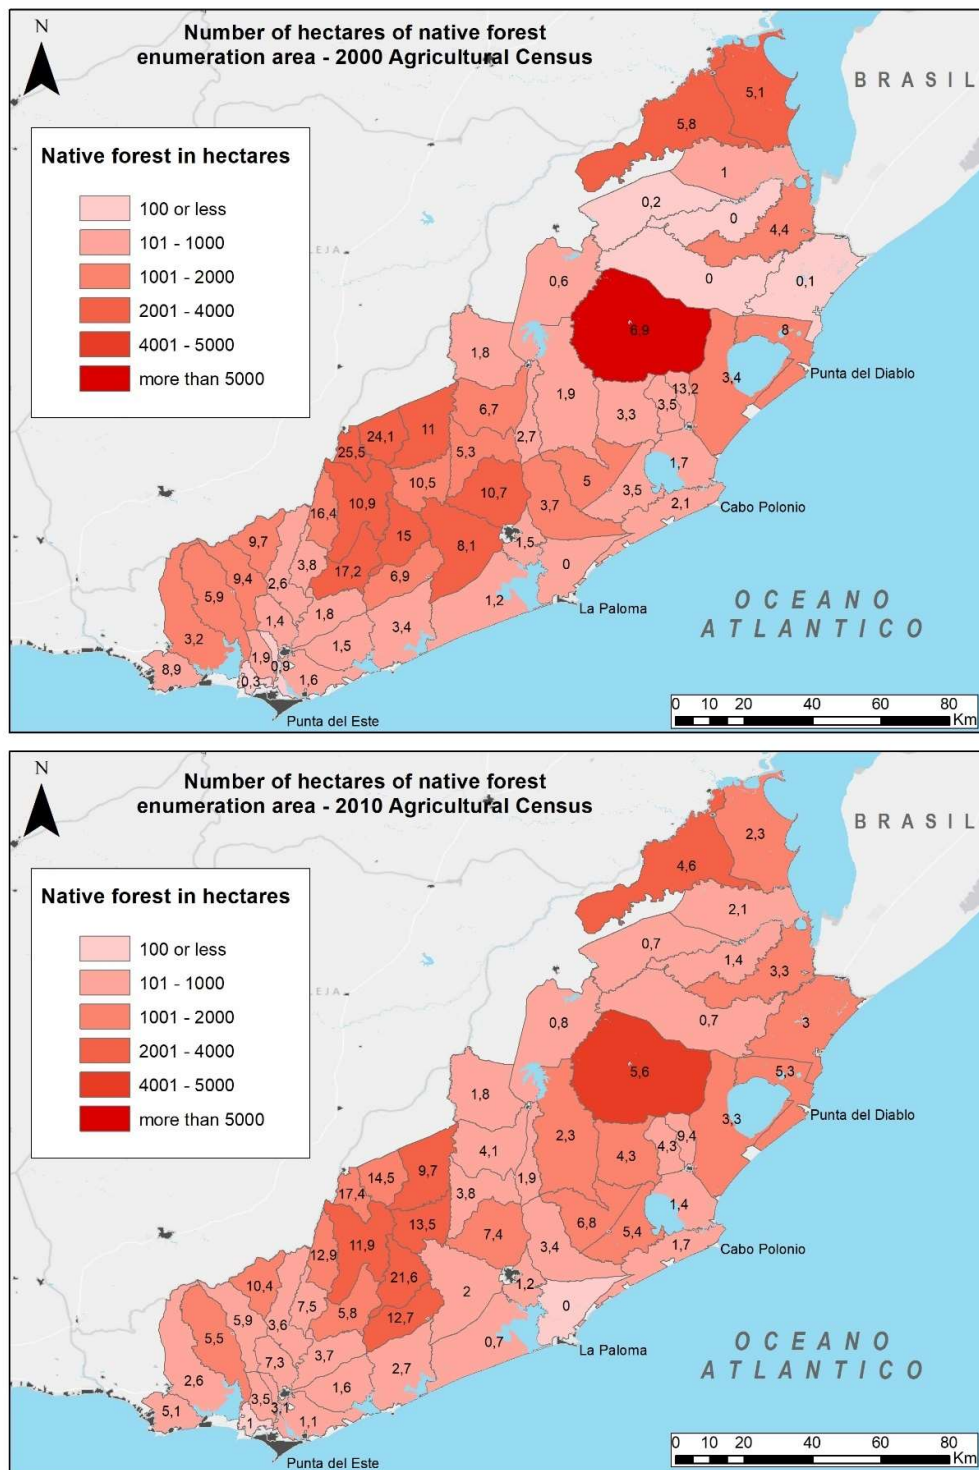 N
Number of hectares of native forest
enumeration area - 2000 Agricultural Census
BRASIL
Native forest in hectares
100 or less
101 - 1000
1001 - 2000
2001 - 4000
4001 - 5000
more than 5000
5,1
5,8
1
0,2
0
4,4
0
0,1
0,6
6,9
8
3,4
Punta del Diablo
1,8
1,9
13,2
3,5
3,3
6,7
11
24,1
25,5
2,7
5,3
1,7
5
10,5
10,7
3,5
2,1
Cabo Polonio
3,7
16,4
10,9
15
8,1
1,5
9,7
3,8
17,2
6,9
0
9,4
2,6
5,9
1,2
La Paloma
OCEANO
ATLANTICO
1,4
1,8
3,4
3,2
1,5
8,9
1,9
0,9
0,3
1,6
Punta del Este
0 10 20 40 60 80
Km
N
Number of hectares of native forest
enumeration area - 2010 Agricultural Census
BRASIL
Native forest in hectares
100 or less
101 - 1000
1001 - 2000
2001 - 4000
4001 - 5000
more than 5000
2,3
4,6
2,1
0,7
1,4
3,3
0,7
3
0,8
5,6
5,3
3,3
Punta del Diablo
1,8
2,3
9,4
4,3
4,3
4,1
9,7
14,5
17,4
1,9
3,8
1,4
6,8
13,5
7,4
5,4
1,7
Cabo Polonio
3,4
12,9
11,9
21,6
2
1,2
10,4
7,5
5,8
12,7
0
5,9
3,6
5,5
0,7
La Paloma
OCEANO
ATLANTICO
7,3
3,7
2,7
2,6
1,6
5,1
3,5
3,1
1
1,1
Punta del Este
0 10 20 40 60 80
Km